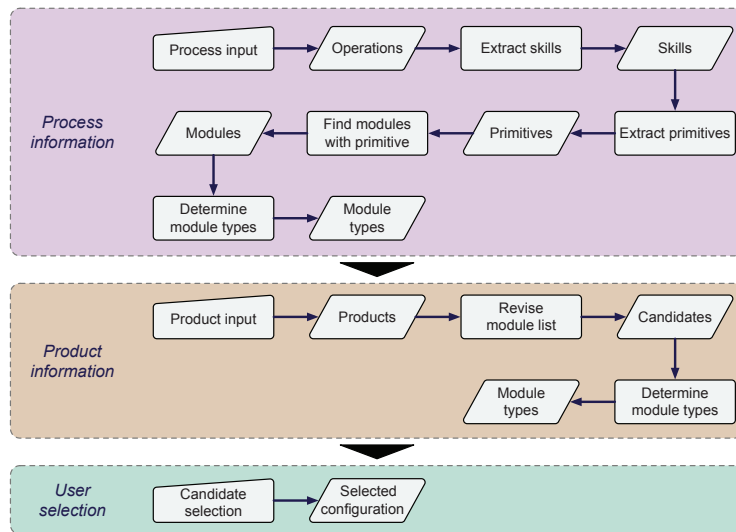 Process input
Operations
Extract skills
Skills
Process
information
Modules
Find modules
with primitive
Primitives
Extract primitives
Determine
module types
Module
types
Product input
Products
Revise
module list
Candidates
Product
information
Module
types
Determine
module types
User
selection
Candidate
selection
Selected
configuration